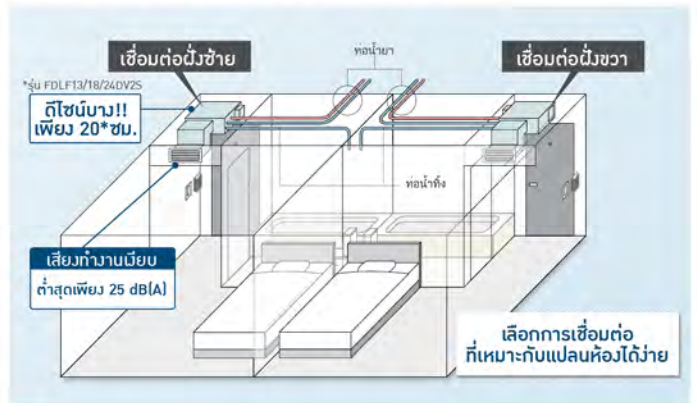 เชื่อมต่อฝั่งซ้าย
ท่อน้ำยา
เชื่อมต่อฝั่งขวา
*รุ่น FDLF13/18/24DV2S
ดีไซน์บาง!!
เพียง 20*ซม.
ท่อน้ำทิ้ง
เสียงทำงานเงียบ
ต่ำสุดเพียง 25 dB(A)
เลือกการเชื่อมต่อ
ที่เหมาะกับแปลนห้องได้ง่าย